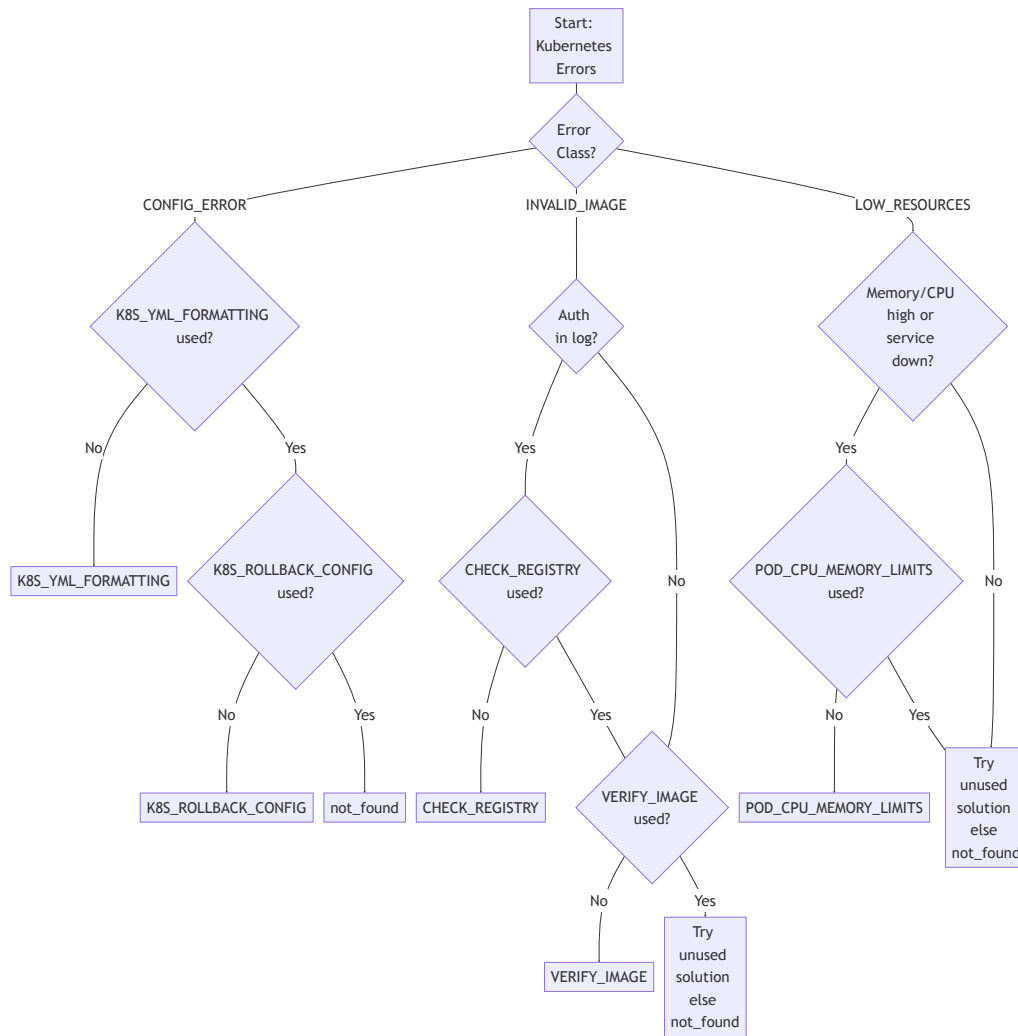 Start:
Kubernetes
Errors
Error
Class?
CONFIG_ERROR
INVALID_IMAGE
LOW_RESOURCES
K8S_YML_FORMATTING
used?
Auth
in log?
Memory/CPU
high or
service
down?
No
Yes
Yes
Yes
K8S_YML_FORMATTING
K8S_ROLLBACK_CONFIG
used?
CHECK_REGISTRY
used?
No
POD_CPU_MEMORY_LIMITS
used?
No
No
Yes
No
Yes
No
Yes
K8S_ROLLBACK_CONFIG
not_found
CHECK_REGISTRY
VERIFY_IMAGE
used?
POD_CPU_MEMORY_LIMITS
Try
unused
solution
else
not_found
No
Yes
VERIFY_IMAGE
Try
unused
solution
else
not_found